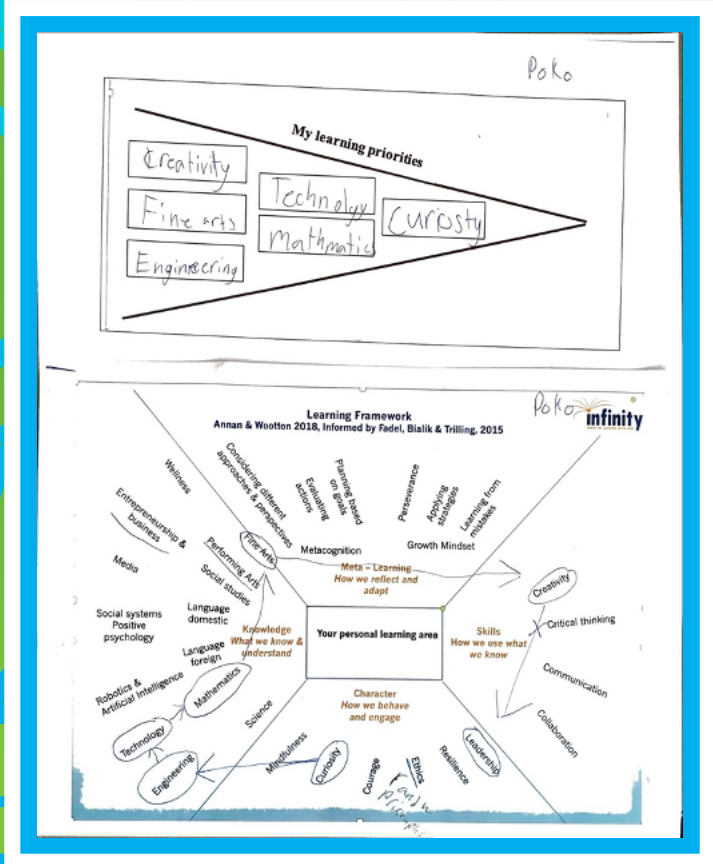 Poko
My learning priorities
Creativity
Fine arts
Engineering
Technology
Mathmatics
Curiosty
Poko
infinity
Learning Framework
Annan & Wootton 2018, Informed by Fadel, Bialik & Trilling, 2015
Wellness
Entrepreneurship &
business
Media
Social systems
Positive
psychology
Robotics &
Artificial Intelligence
Technology
Engineering
Mathematics
Language
foreign
Language
domestic
Social studies
Performing Arts
Fine Arts
Science
Knowledge
What we know &
understand
Considering different
approaches & perspectives
Evaluating
actions
Planning based
on goals
Metacognition
Perseverance
Applying
strategies
Learning from
mistakes
Growth Mindset
Meta – Learning
How we reflect and
adapt
Your personal learning area
Skills
How we use what
we know
Creativity
Critical thinking
Communication
Collaboration
Character
How we behave
and engage
Mindfulness
Curiosity
Courage
Ethics
Resilience
Leadership